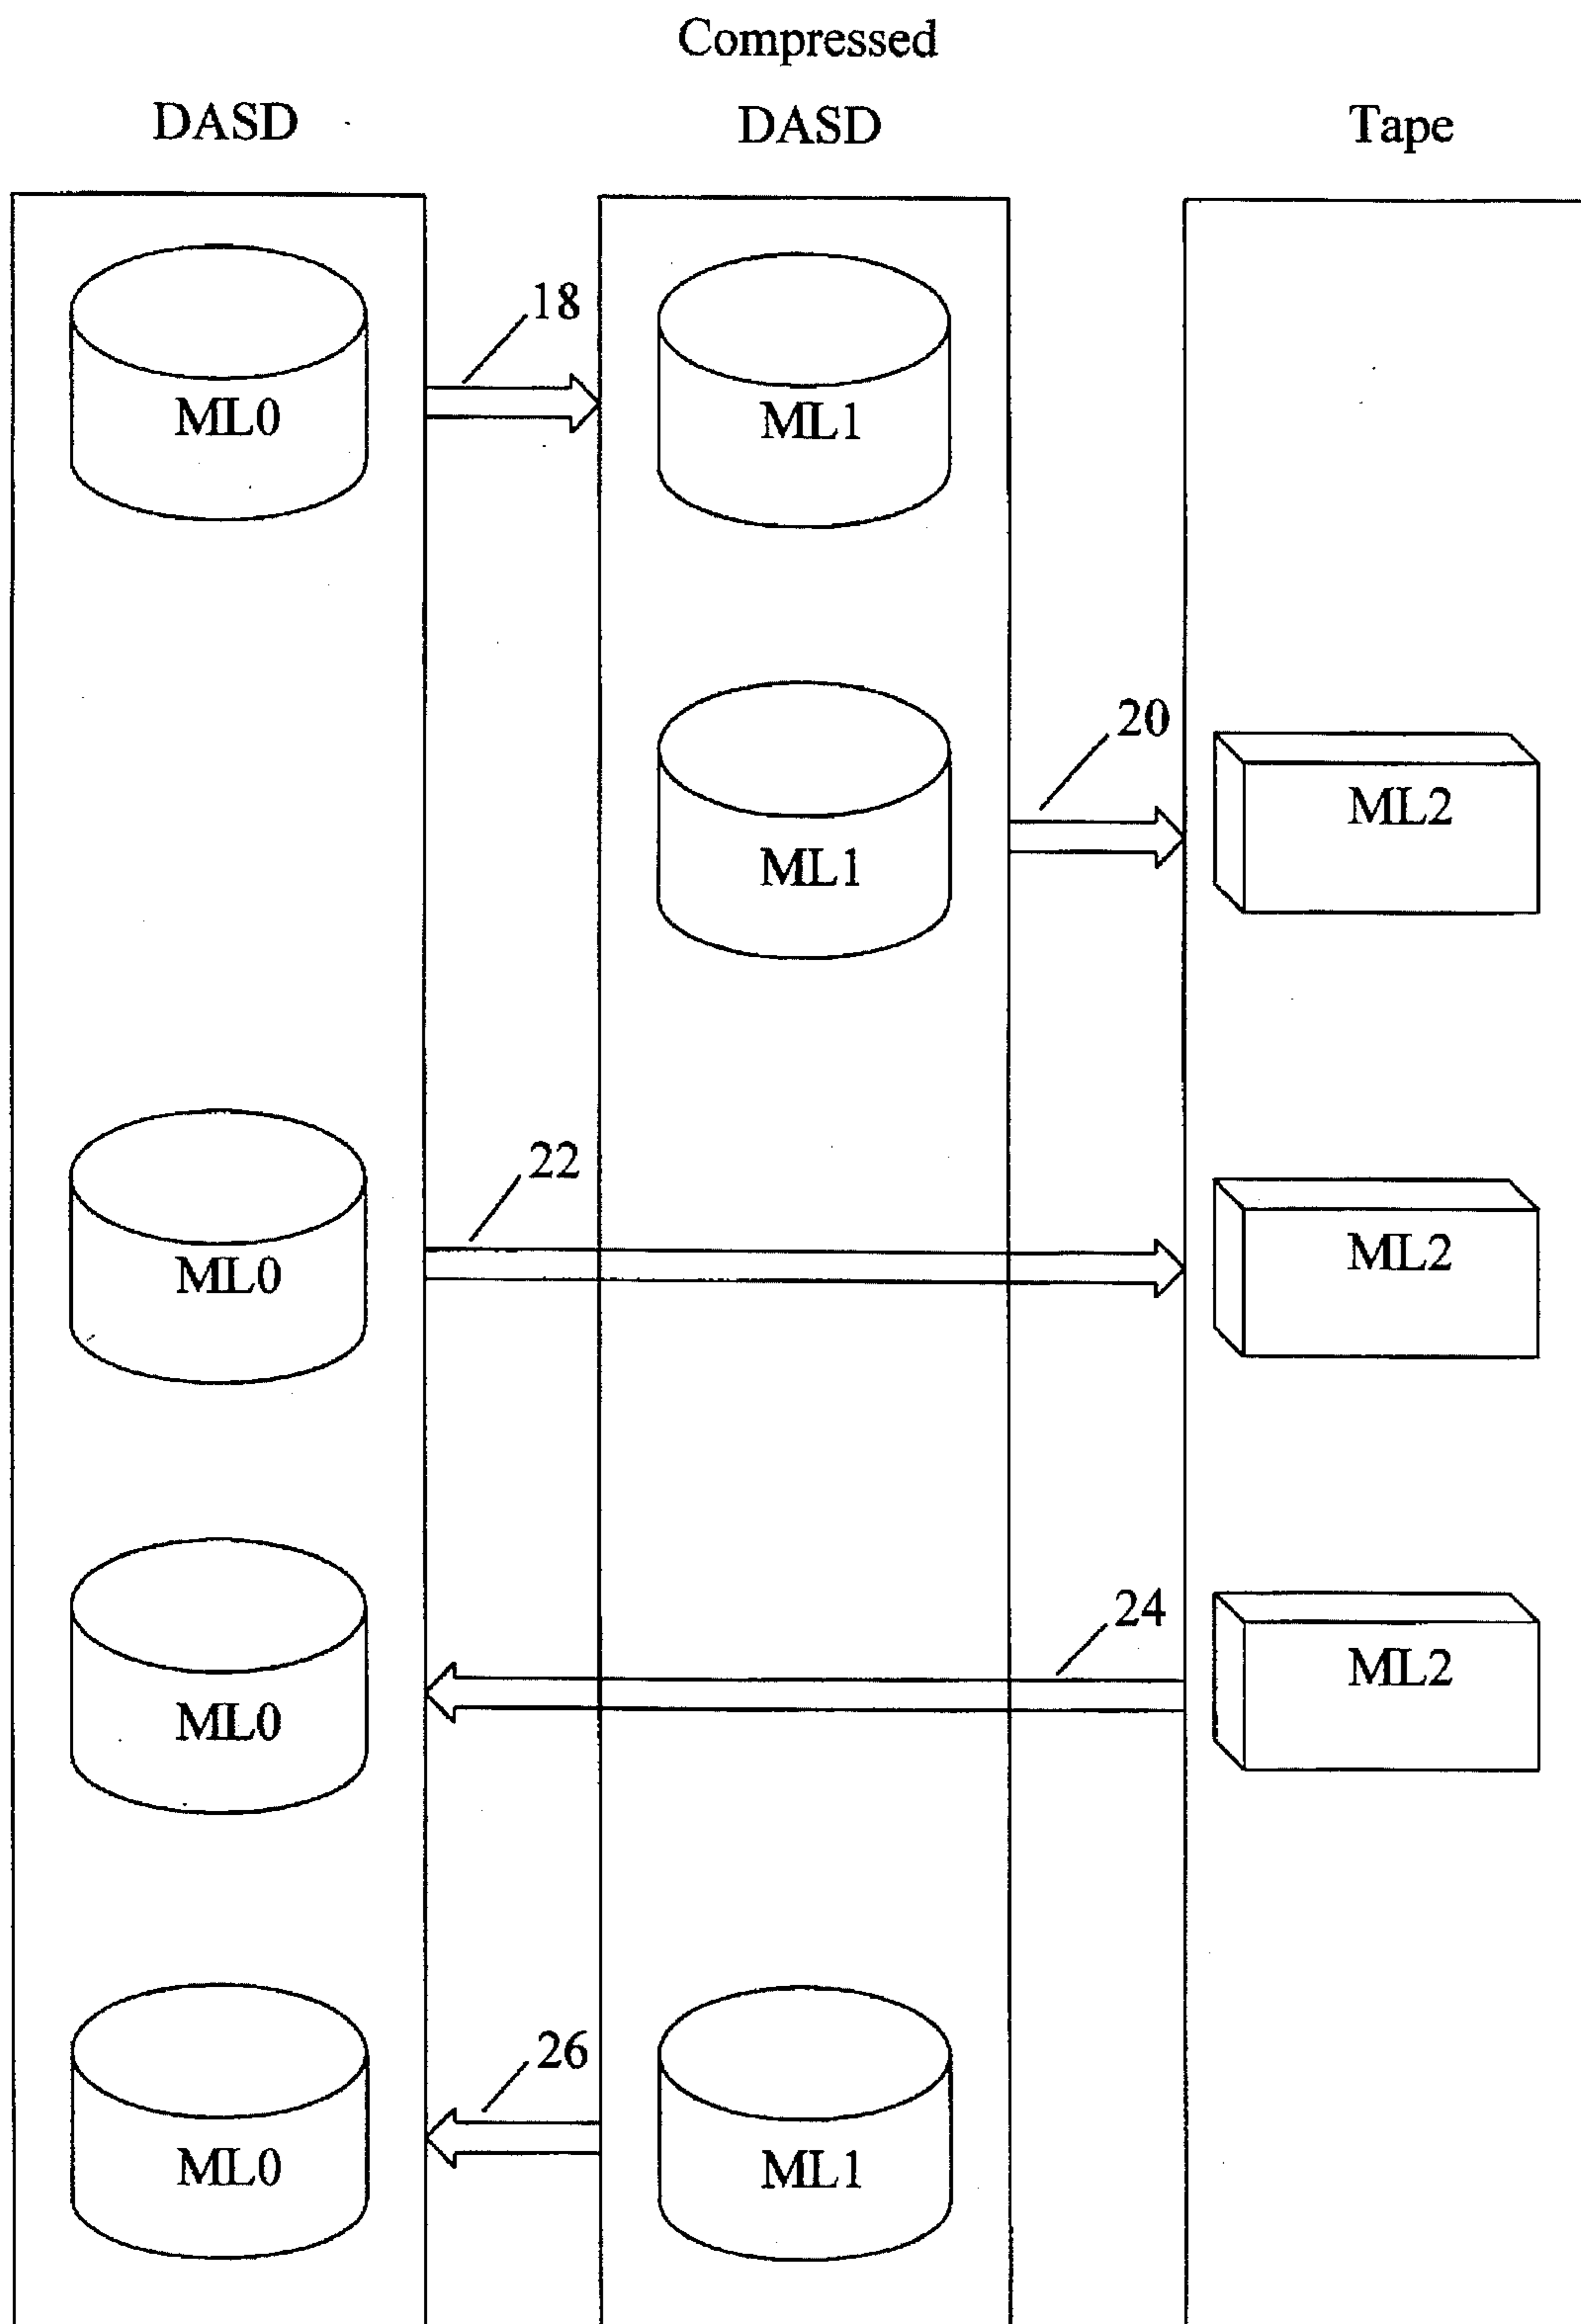 Compressed
DASD DASD Tape
18
ML0 ML1
20
ML1 ML2
22
ML0 ML2
24
ML0 ML2
26
ML0 ML1